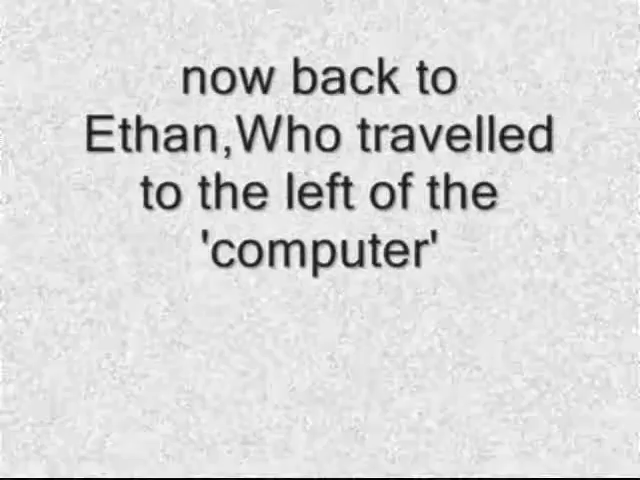 now back to
Ethan,Who travelled
to the left of the
'computer'